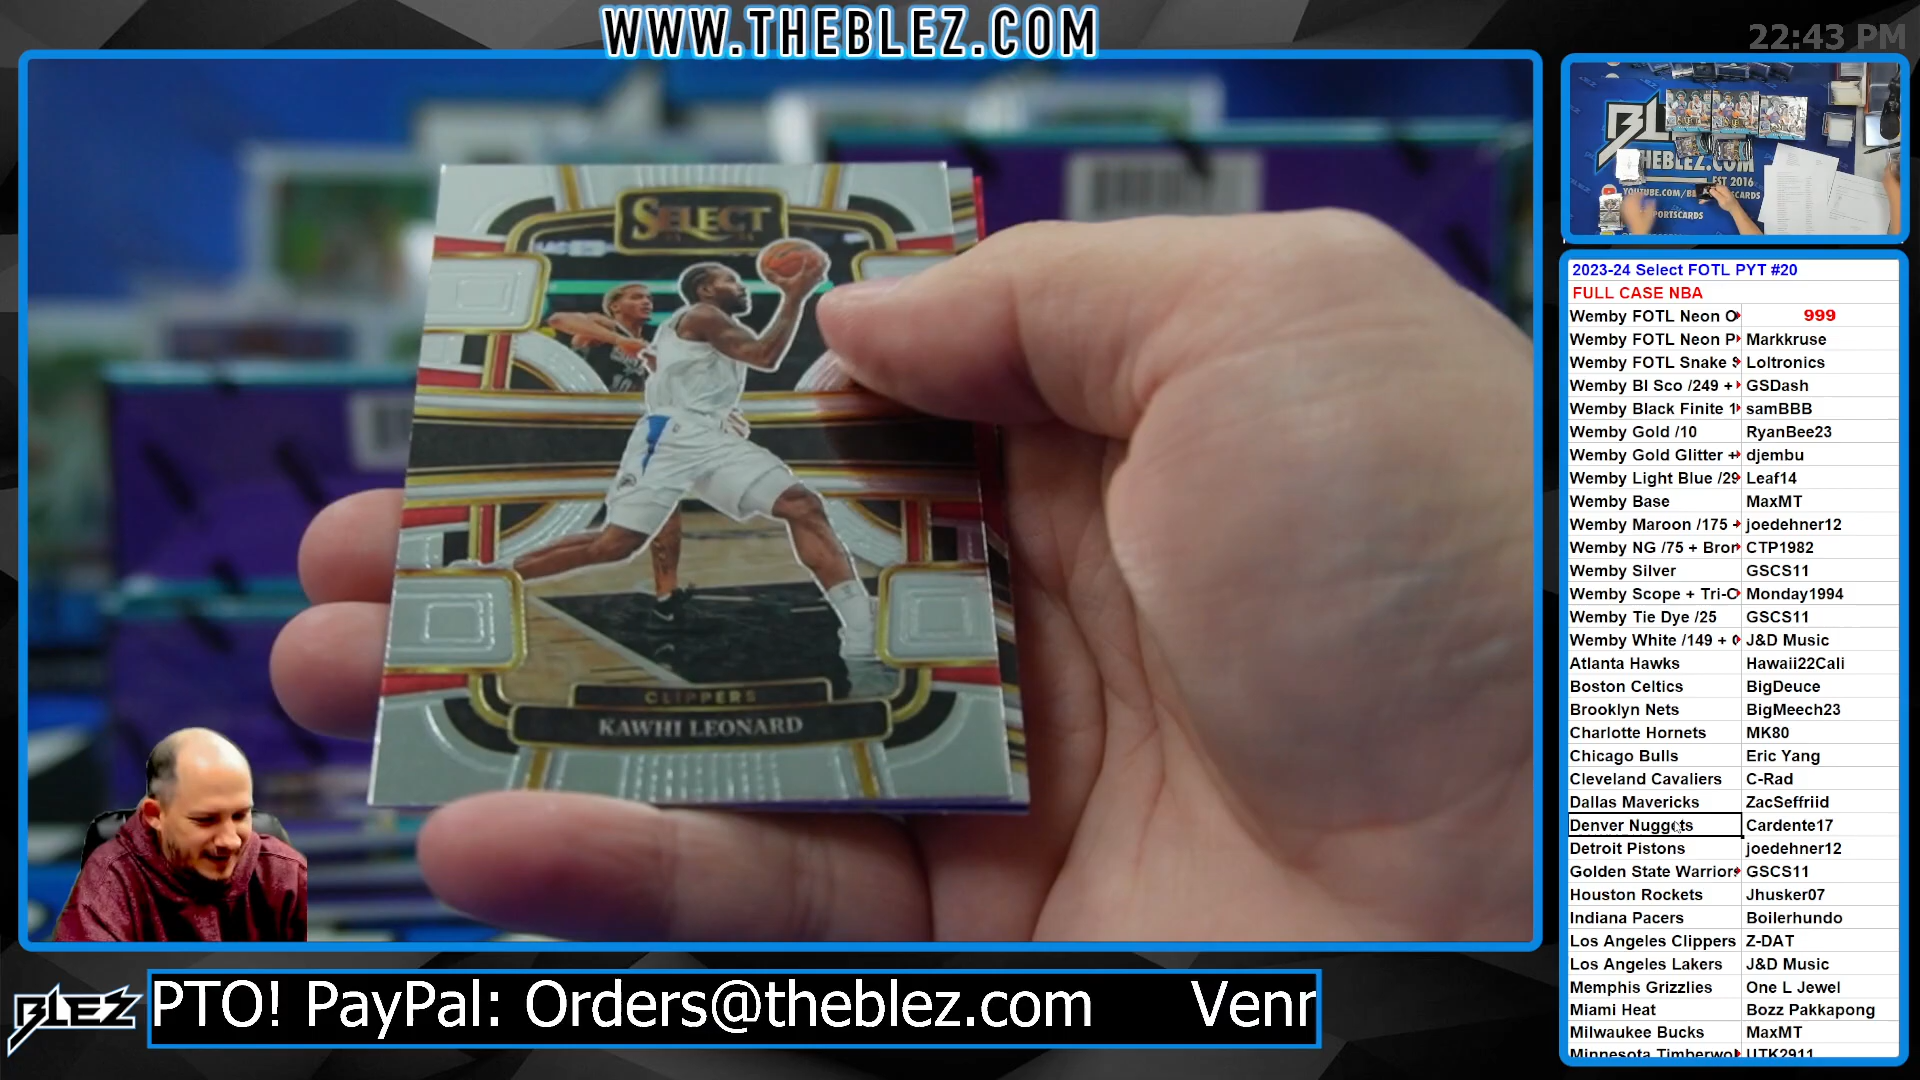 WWW.THEBLEZ.COM
22:43 PM
SELECT
CLIPPERS
KAWHI LEONARD
BL
THEBLEZ.COM
EST 2016
2023-24 Select FOTL PYT #20
FULL CASE NBA
Wemby FOTL Neon O 999
Wemby FOTL Neon P Markkruse
Wemby FOTL Snake S Loltronics
Wemby Bl Sco /249 + GSDash
Wemby Black Finite 1 samBBB
Wemby Gold /10 RyanBee23
Wemby Gold Glitter + djembu
Wemby Light Blue /29 Leaf14
Wemby Base MaxMT
Wemby Maroon /175 + joedehner12
Wemby NG /75 + Bron CTP1982
Wemby Silver GSCS11
Wemby Scope + Tri-C Monday1994
Wemby Tie Dye /25 GSCS11
Wemby White /149 + J&D Music
Atlanta Hawks Hawaii22Cali
Boston Celtics BigDeuce
Brooklyn Nets BigMeech23
Charlotte Hornets MK80
Chicago Bulls Eric Yang
Cleveland Cavaliers C-Rad
Dallas Mavericks ZacSeffriid
Denver Nuggets Cardente17
Detroit Pistons joedehner12
Golden State Warriors GSCS11
Houston Rockets Jhusker07
Indiana Pacers Boilerhundo
Los Angeles Clippers Z-DAT
Los Angeles Lakers J&D Music
Memphis Grizzlies One L Jewel
Miami Heat Bozz Pakkapong
Milwaukee Bucks MaxMT
Minnesota Timberwol UTK2911
BLEZ
PTO! PayPal: Orders@theblez.com Venr